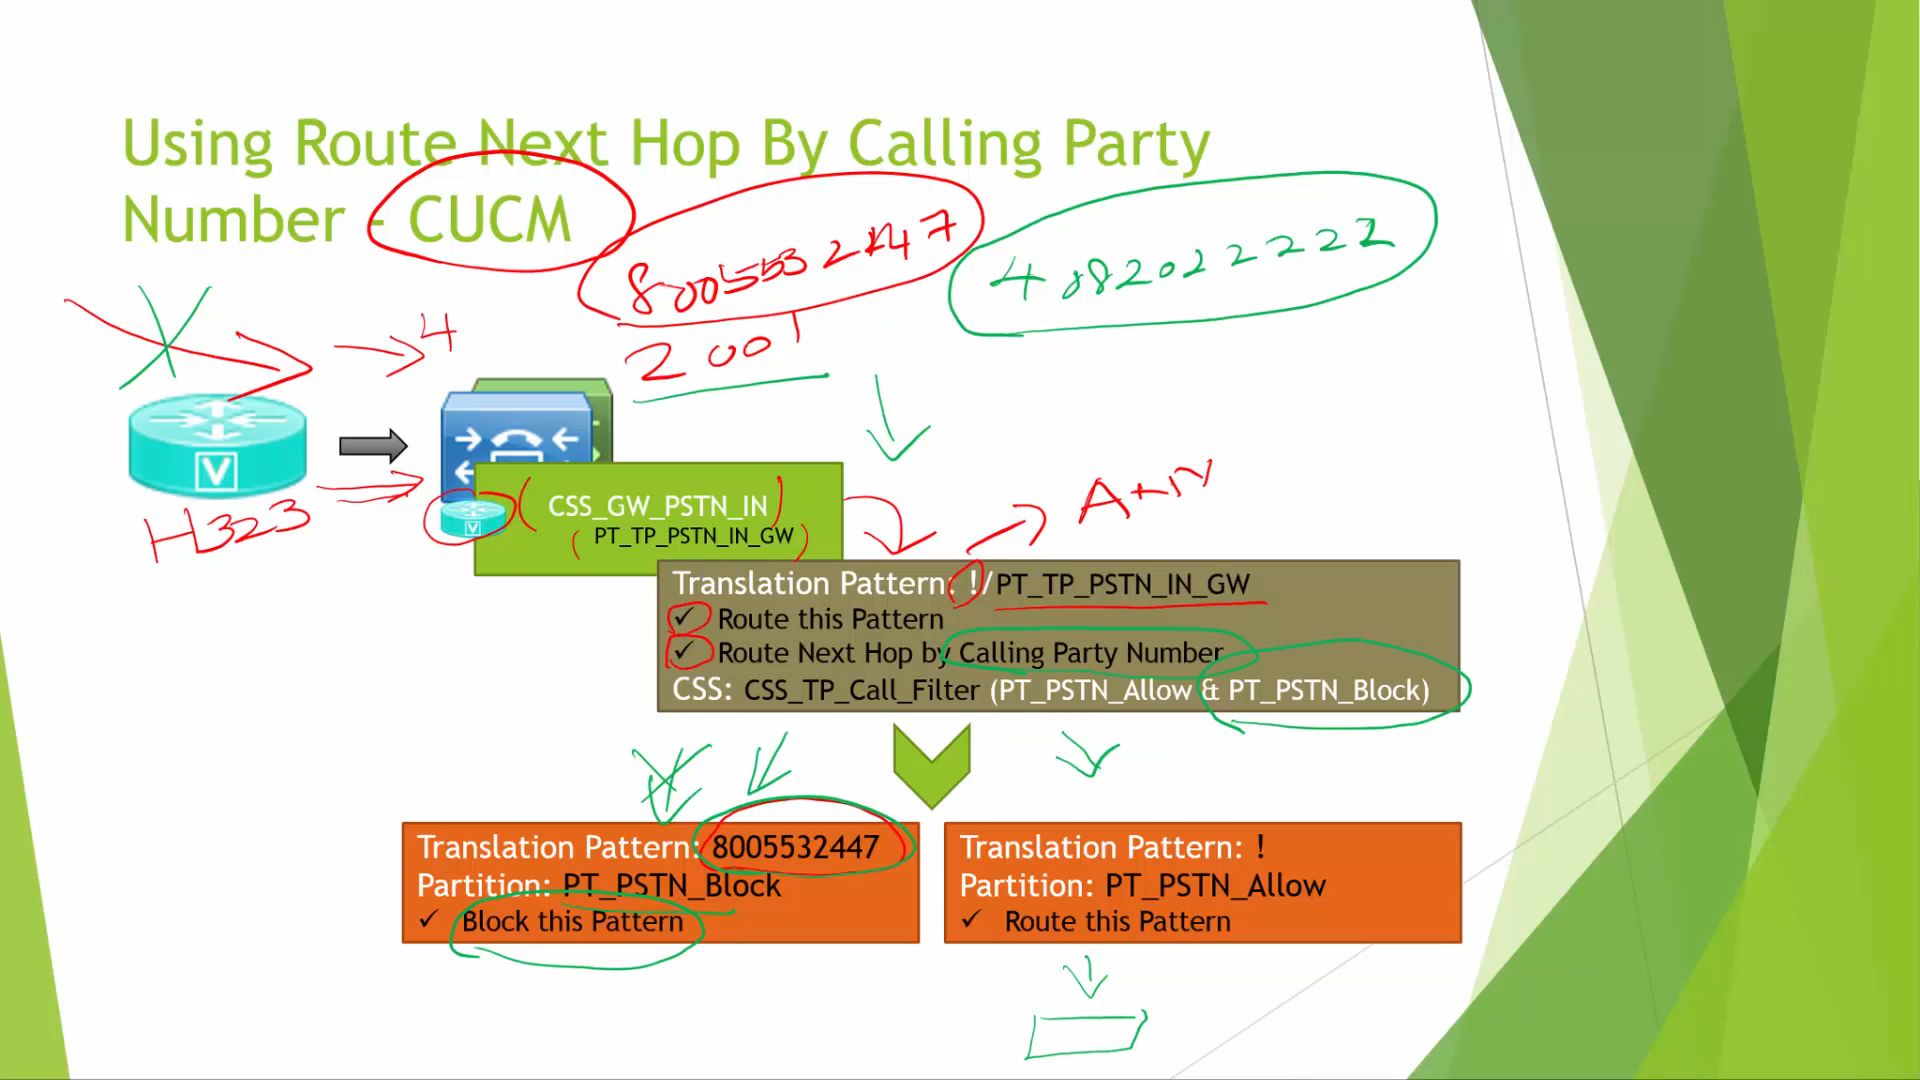 Using Route Next Hop By Calling Party
Number - CUCM
8005532447
4082022222
2001
4
V
H323
V
CSS_GW_PSTN_IN
PT_TP_PSTN_IN_GW
Translation Pattern: !/PT_TP_PSTN_IN_GW
✓ Route this Pattern
✓ Route Next Hop by Calling Party Number
CSS: CSS_TP_Call_Filter (PT_PSTN_Allow & PT_PSTN_Block)
Translation Pattern: 8005532447
Partition: PT_PSTN_Block
✓ Block this Pattern
Translation Pattern: !
Partition: PT_PSTN_Allow
✓ Route this Pattern